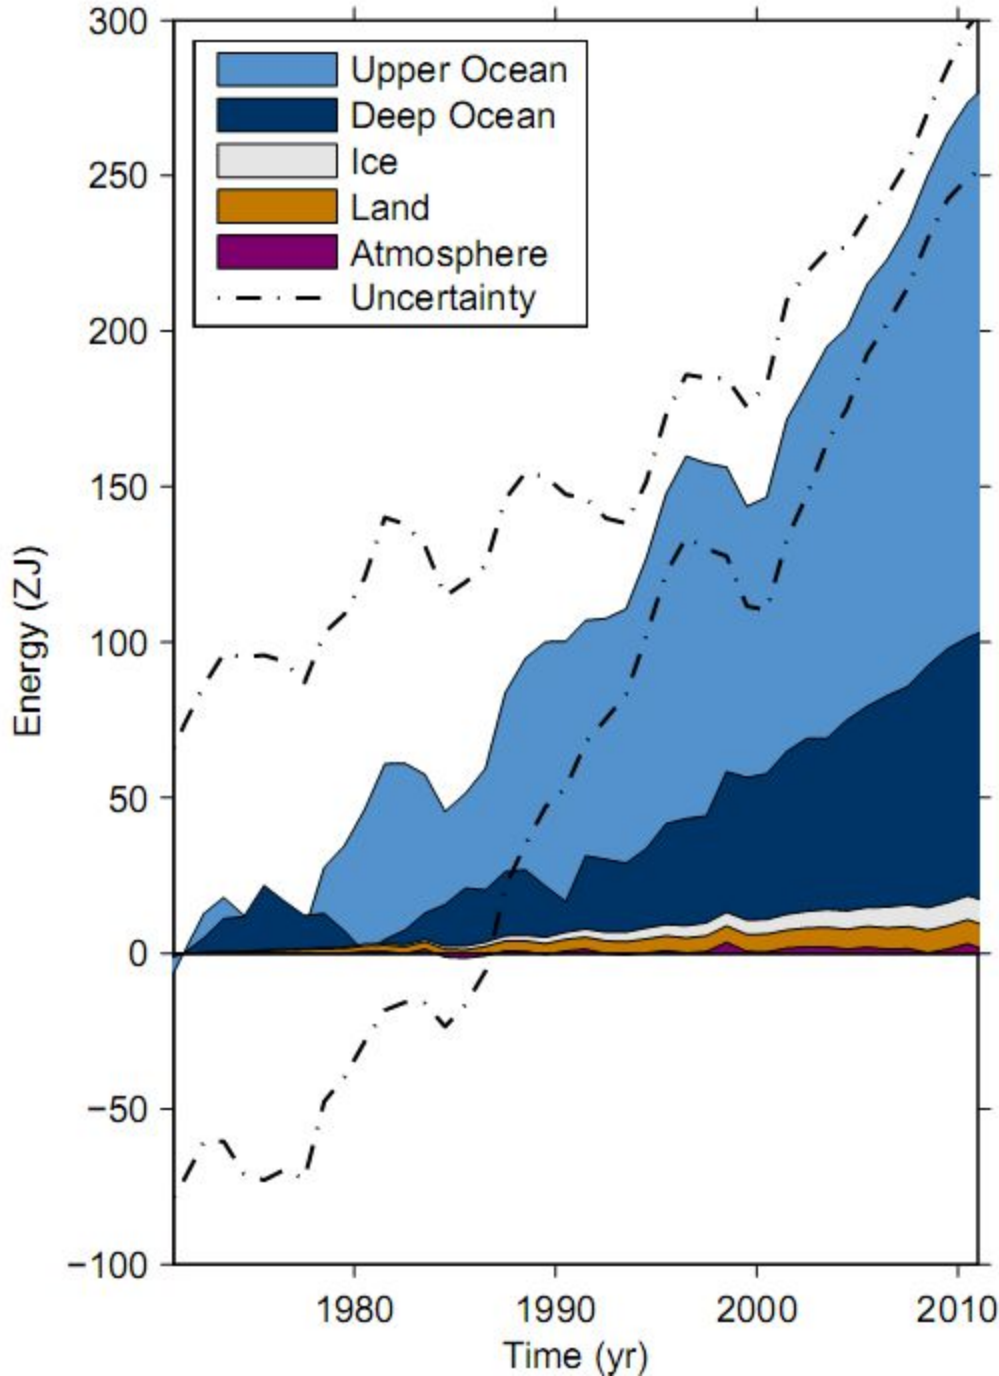 300
250
200
150
100
50
0
−50
−100
Energy (ZJ)
Upper Ocean
Deep Ocean
Ice
Land
Atmosphere
Uncertainty
1980
1990
2000
2010
Time (yr)